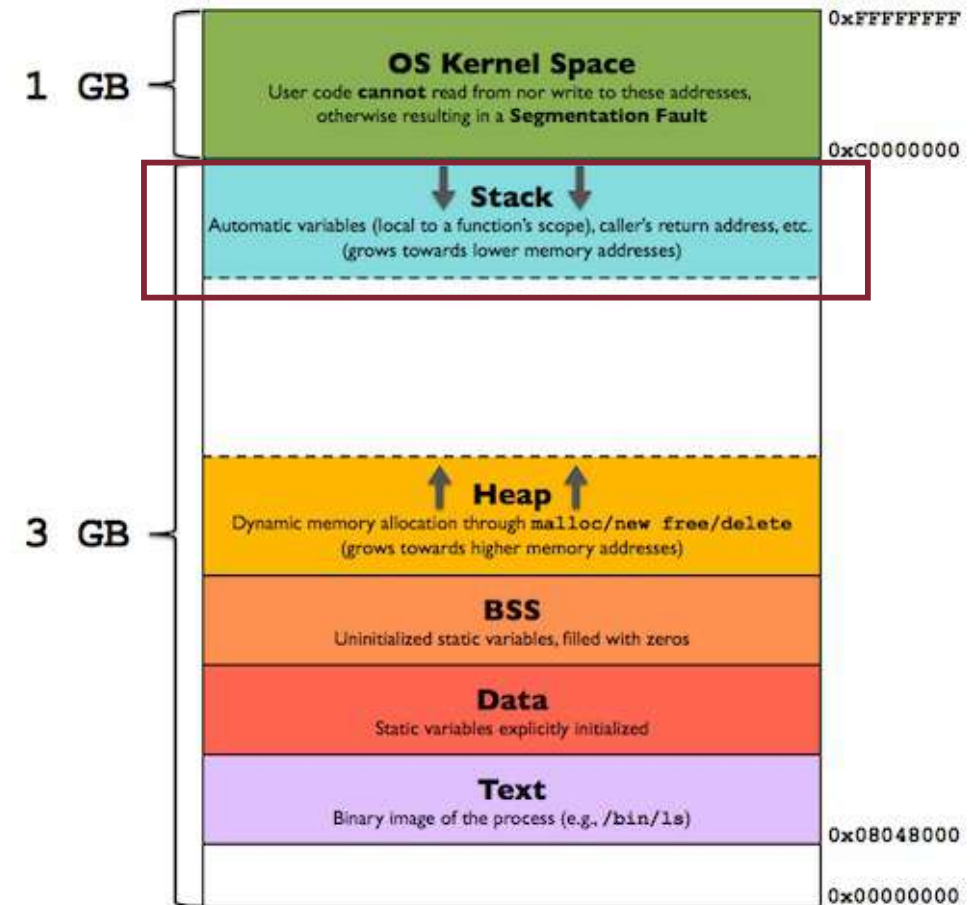 0xFFFFFFFF
1 GB
OS Kernel Space
User code cannot read from nor write to these addresses,
otherwise resulting in a Segmentation Fault
0xC0000000
Stack
Automatic variables (local to a function's scope), caller's return address, etc.
(grows towards lower memory addresses)
3 GB
Heap
Dynamic memory allocation through malloc/new free/delete
(grows towards higher memory addresses)
BSS
Uninitialized static variables, filled with zeros
Data
Static variables explicitly initialized
Text
Binary image of the process (e.g., /bin/ls)
0x08048000
0x00000000